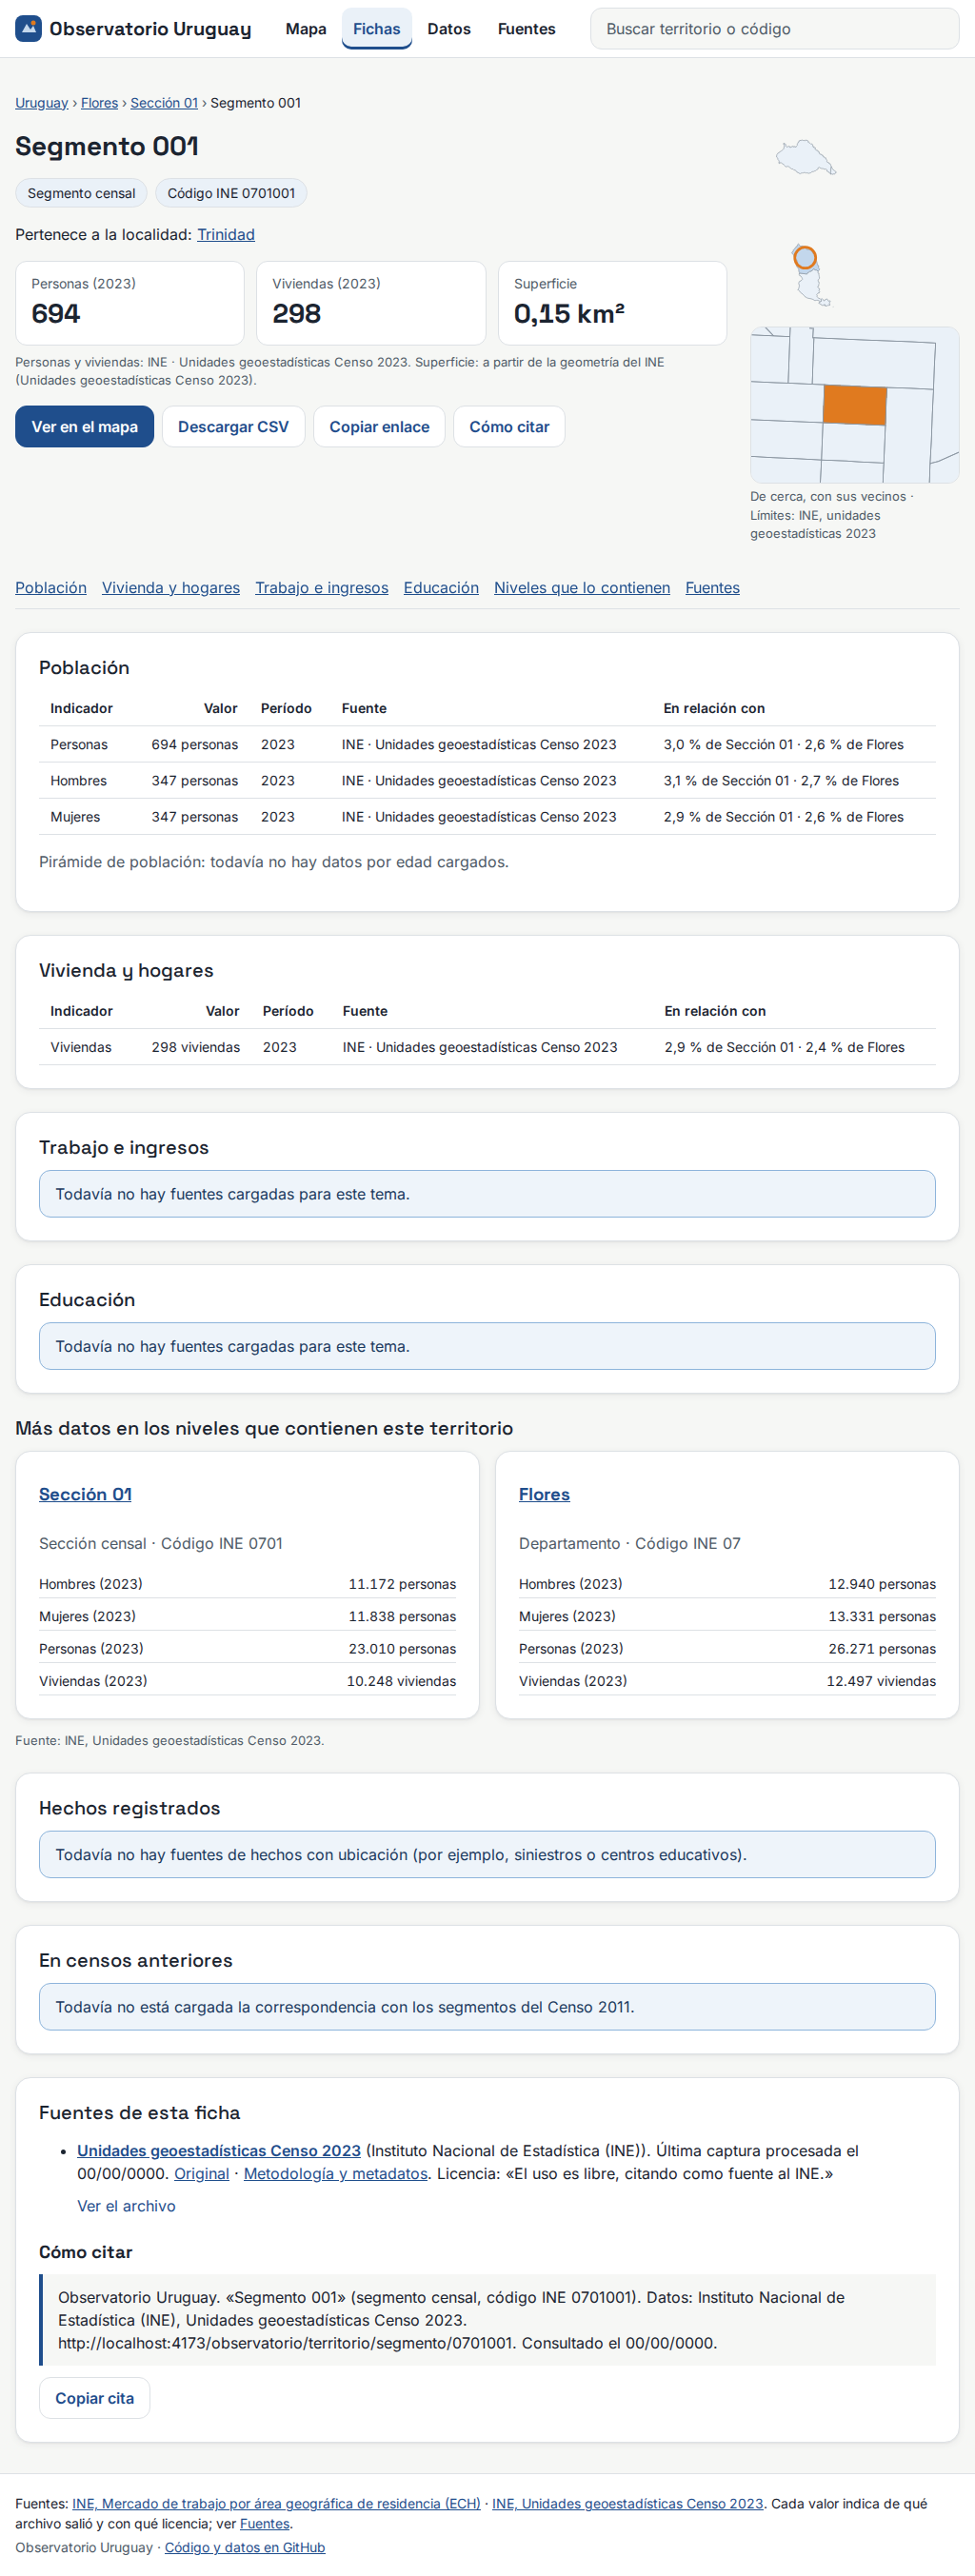 Observatorio Uruguay
Mapa
Fichas
Datos
Fuentes
Buscar territorio o código
Uruguay › Flores › Sección 01 › Segmento 001
Segmento 001
Segmento censal
Código INE 0701001
Pertenece a la localidad: Trinidad
Personas (2023)
694
Viviendas (2023)
298
Superficie
0,15 km²
Personas y viviendas: INE · Unidades geoestadísticas Censo 2023. Superficie: a partir de la geometría del INE
(Unidades geoestadísticas Censo 2023).
Ver en el mapa
Descargar CSV
Copiar enlace
Cómo citar
De cerca, con sus vecinos ·
Límites: INE, unidades
geoestadísticas 2023
Población Vivienda y hogares Trabajo e ingresos Educación Niveles que lo contienen Fuentes
Población
Indicador Valor Período Fuente En relación con
Personas 694 personas 2023 INE · Unidades geoestadísticas Censo 2023 3,0 % de Sección 01 · 2,6 % de Flores
Hombres 347 personas 2023 INE · Unidades geoestadísticas Censo 2023 3,1 % de Sección 01 · 2,7 % de Flores
Mujeres 347 personas 2023 INE · Unidades geoestadísticas Censo 2023 2,9 % de Sección 01 · 2,6 % de Flores
Pirámide de población: todavía no hay datos por edad cargados.
Vivienda y hogares
Indicador Valor Período Fuente En relación con
Viviendas 298 viviendas 2023 INE · Unidades geoestadísticas Censo 2023 2,9 % de Sección 01 · 2,4 % de Flores
Trabajo e ingresos
Todavía no hay fuentes cargadas para este tema.
Educación
Todavía no hay fuentes cargadas para este tema.
Más datos en los niveles que contienen este territorio
Sección 01
Sección censal · Código INE 0701
Hombres (2023) 11.172 personas
Mujeres (2023) 11.838 personas
Personas (2023) 23.010 personas
Viviendas (2023) 10.248 viviendas
Flores
Departamento · Código INE 07
Hombres (2023) 12.940 personas
Mujeres (2023) 13.331 personas
Personas (2023) 26.271 personas
Viviendas (2023) 12.497 viviendas
Fuente: INE, Unidades geoestadísticas Censo 2023.
Hechos registrados
Todavía no hay fuentes de hechos con ubicación (por ejemplo, siniestros o centros educativos).
En censos anteriores
Todavía no está cargada la correspondencia con los segmentos del Censo 2011.
Fuentes de esta ficha
• Unidades geoestadísticas Censo 2023 (Instituto Nacional de Estadística (INE)). Última captura procesada el
00/00/0000. Original · Metodología y metadatos. Licencia: «El uso es libre, citando como fuente al INE.»
Ver el archivo
Cómo citar
Observatorio Uruguay. «Segmento 001» (segmento censal, código INE 0701001). Datos: Instituto Nacional de
Estadística (INE), Unidades geoestadísticas Censo 2023.
http://localhost:4173/observatorio/territorio/segmento/0701001. Consultado el 00/00/0000.
Copiar cita
Fuentes: INE, Mercado de trabajo por área geográfica de residencia (ECH) · INE, Unidades geoestadísticas Censo 2023. Cada valor indica de qué
archivo salió y con qué licencia; ver Fuentes.
Observatorio Uruguay · Código y datos en GitHub